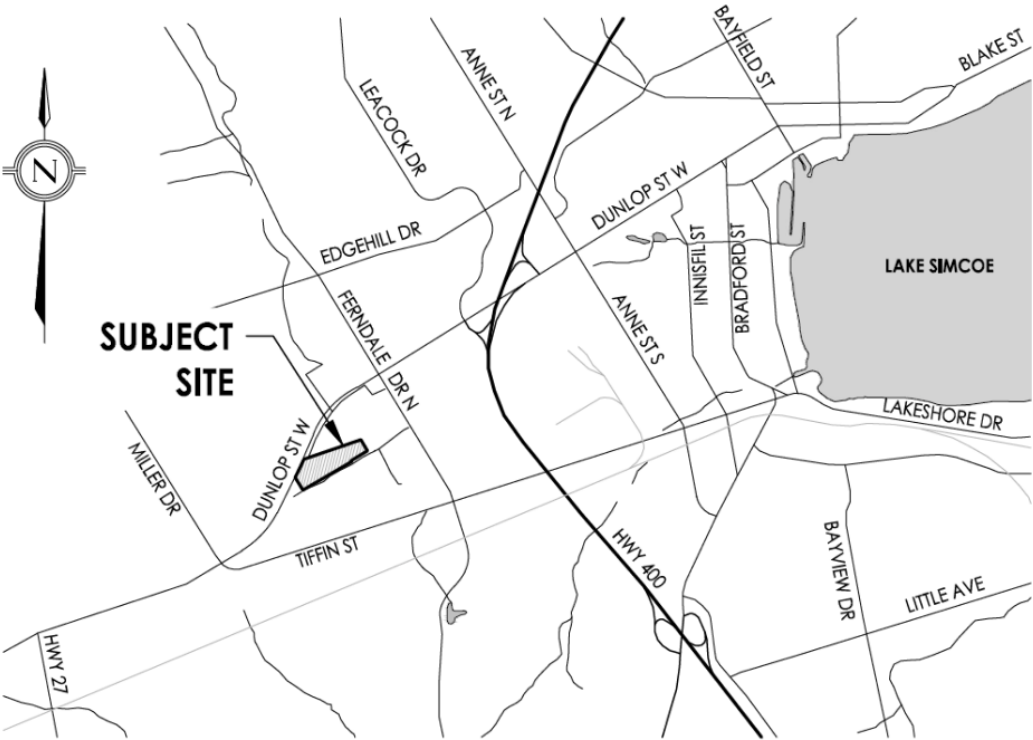 BAYFIELD ST
BLAKE ST
ANNE ST N
LEACOCK DR
N
DUNLOP ST W
EDGEHILL DR
INNISFIL ST
BRADFORD ST
LAKE SIMCOE
FERNDALE DR N
ANNE ST S
SUBJECT
SITE
LAKESHORE DR
MILLER DR
DUNLOP ST W
TIFFIN ST
HWY 400
BAYVIEW DR
LITTLE AVE
HWY 27